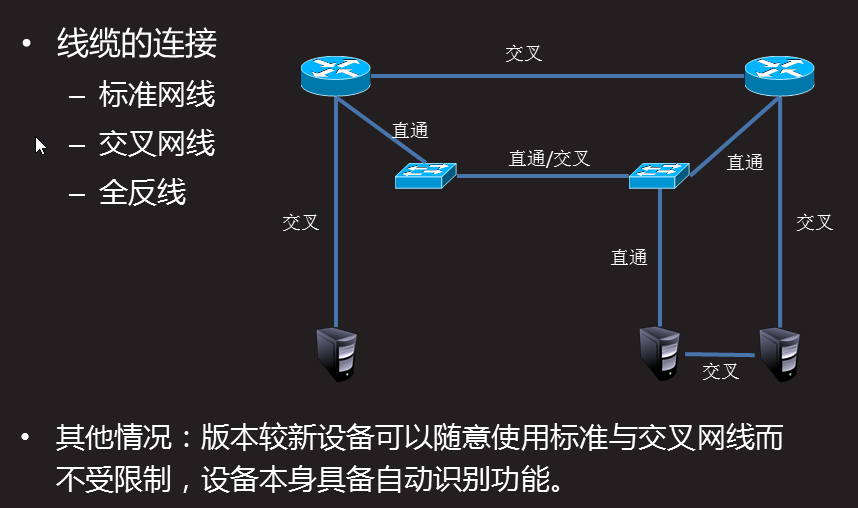 • 线缆的连接
– 标准网线
– 交叉网线
– 全反线
交叉
直通
直通/交叉
直通
交叉
交叉
直通
交叉
• 其他情况：版本较新设备可以随意使用标准与交叉网线而
不受限制，设备本身具备自动识别功能。